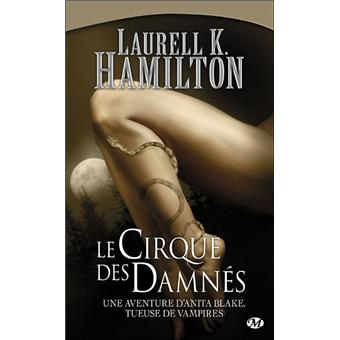 LAURELL K.
HAMILTON
LE CIRQUE
DES DAMNÉS
UNE AVENTURE D'ANITA BLAKE,
TUEUSE DE VAMPIRES
M